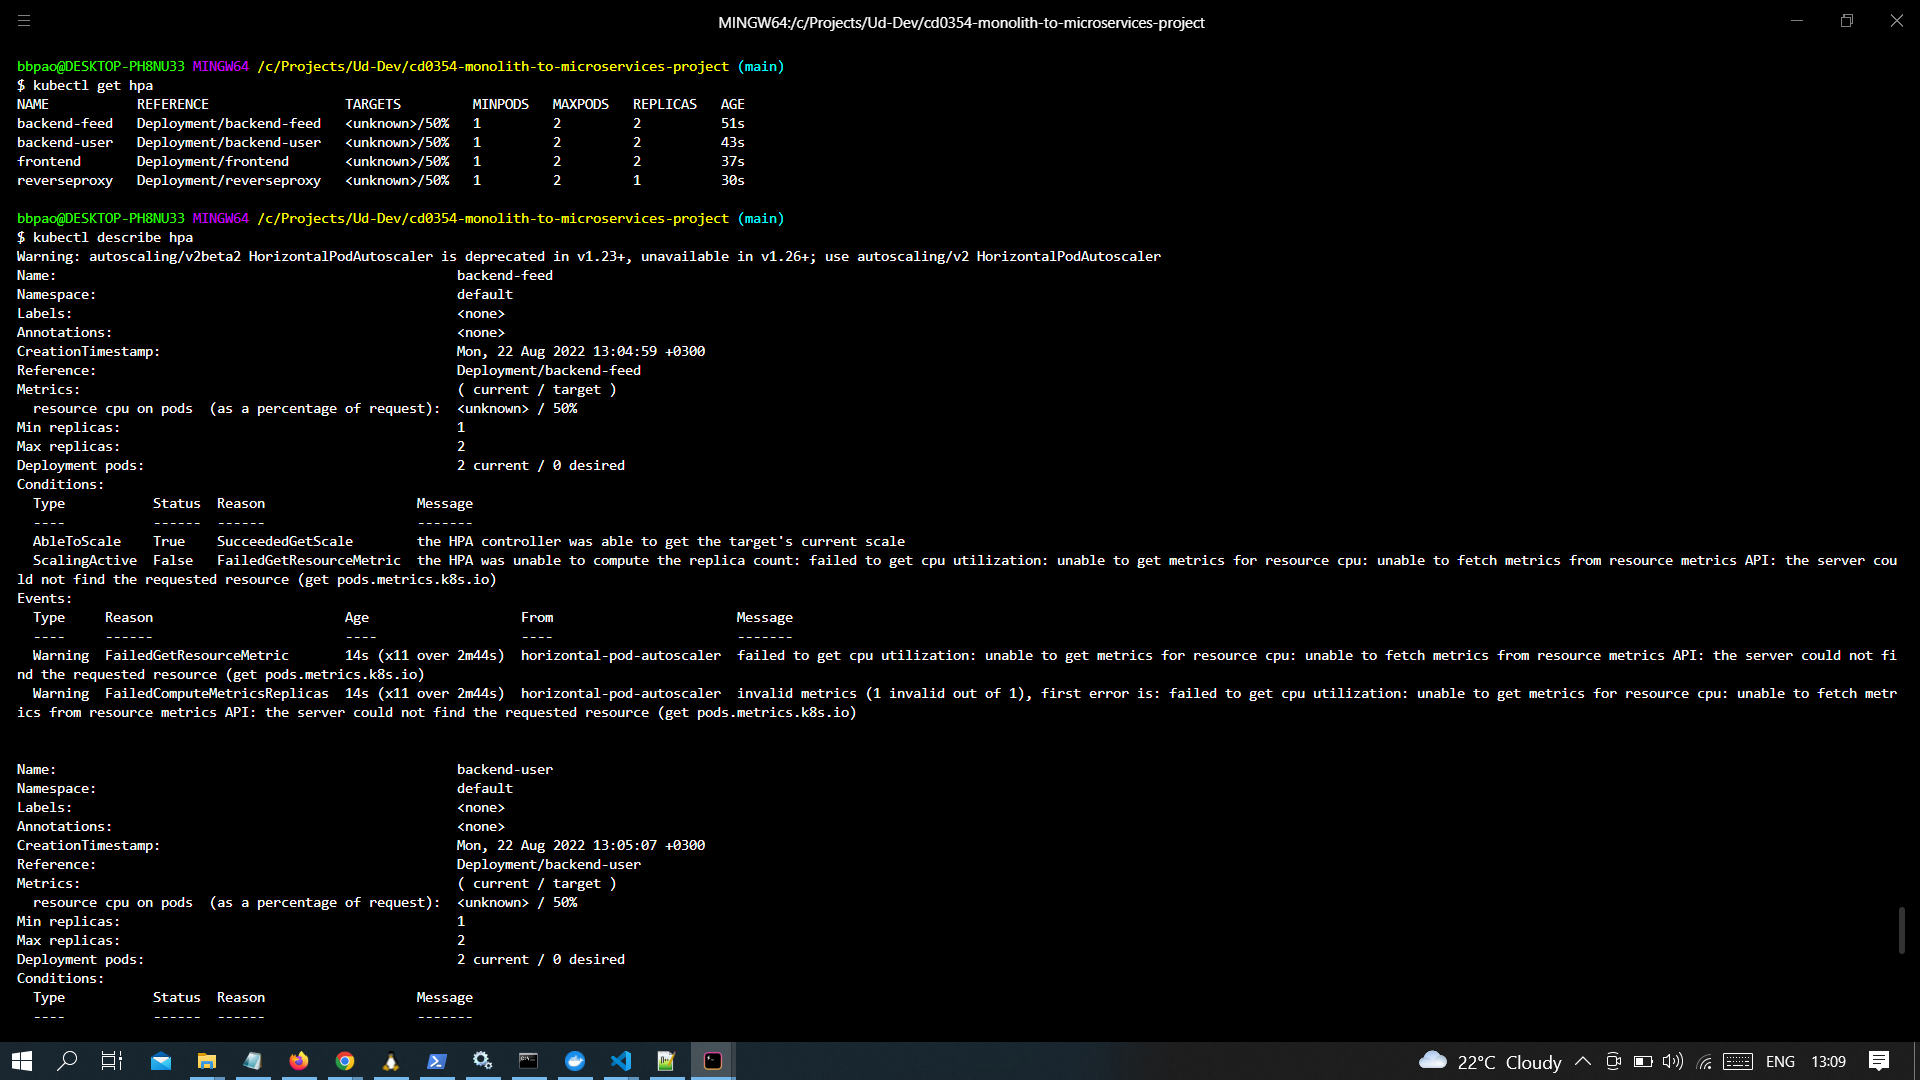 MINGW64:/c/Projects/Ud-Dev/cd0354-monolith-to-microservices-project
bbpao@DESKTOP-PH8NU33 MINGW64 /c/Projects/Ud-Dev/cd0354-monolith-to-microservices-project (main)
$ kubectl get hpa
NAME           REFERENCE                 TARGETS         MINPODS   MAXPODS   REPLICAS   AGE
backend-feed   Deployment/backend-feed   <unknown>/50%   1         2         2          51s
backend-user   Deployment/backend-user   <unknown>/50%   1         2         2          43s
frontend       Deployment/frontend       <unknown>/50%   1         2         2          37s
reverseproxy   Deployment/reverseproxy   <unknown>/50%   1         2         1          30s
bbpao@DESKTOP-PH8NU33 MINGW64 /c/Projects/Ud-Dev/cd0354-monolith-to-microservices-project (main)
$ kubectl describe hpa
Warning: autoscaling/v2beta2 HorizontalPodAutoscaler is deprecated in v1.23+, unavailable in v1.26+; use autoscaling/v2 HorizontalPodAutoscaler
Name:                                                  backend-feed
Namespace:                                             default
Labels:                                                <none>
Annotations:                                           <none>
CreationTimestamp:                                     Mon, 22 Aug 2022 13:04:59 +0300
Reference:                                             Deployment/backend-feed
Metrics:                                               ( current / target )
  resource cpu on pods  (as a percentage of request):  <unknown> / 50%
Min replicas:                                          1
Max replicas:                                          2
Deployment pods:                                       2 current / 0 desired
Conditions:
  Type           Status  Reason                   Message
  ----           ------  ------                   -------
  AbleToScale    True    SucceededGetScale        the HPA controller was able to get the target's current scale
  ScalingActive  False   FailedGetResourceMetric  the HPA was unable to compute the replica count: failed to get cpu utilization: unable to get metrics for resource cpu: unable to fetch metrics from resource metrics API: the server cou
ld not find the requested resource (get pods.metrics.k8s.io)
Events:
  Type     Reason                        Age                   From                       Message
  ----     ------                        ----                  ----                       -------
  Warning  FailedGetResourceMetric       14s (x11 over 2m44s)  horizontal-pod-autoscaler  failed to get cpu utilization: unable to get metrics for resource cpu: unable to fetch metrics from resource metrics API: the server could not fi
nd the requested resource (get pods.metrics.k8s.io)
  Warning  FailedComputeMetricsReplicas  14s (x11 over 2m44s)  horizontal-pod-autoscaler  invalid metrics (1 invalid out of 1), first error is: failed to get cpu utilization: unable to get metrics for resource cpu: unable to fetch metr
ics from resource metrics API: the server could not find the requested resource (get pods.metrics.k8s.io)
Name:                                                  backend-user
Namespace:                                             default
Labels:                                                <none>
Annotations:                                           <none>
CreationTimestamp:                                     Mon, 22 Aug 2022 13:05:07 +0300
Reference:                                             Deployment/backend-user
Metrics:                                               ( current / target )
  resource cpu on pods  (as a percentage of request):  <unknown> / 50%
Min replicas:                                          1
Max replicas:                                          2
Deployment pods:                                       2 current / 0 desired
Conditions:
  Type           Status  Reason                   Message
  ----           ------  ------                   -------
22°C Cloudy ENG 13:09